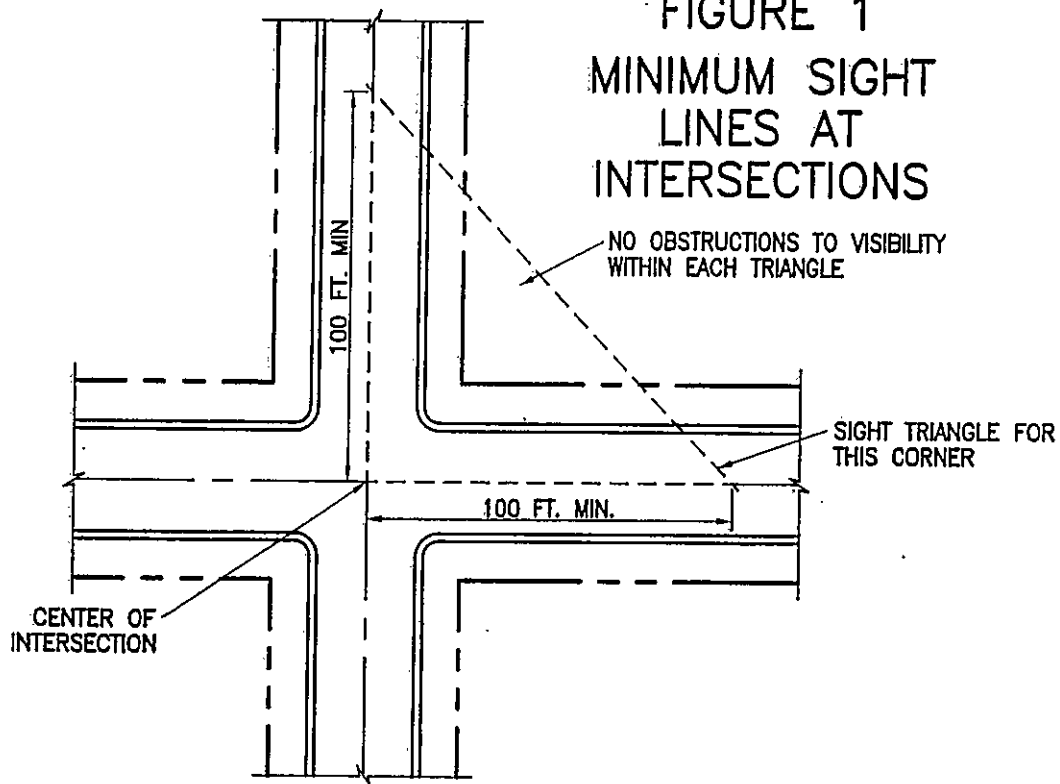 FIGURE 1
MINIMUM SIGHT
LINES AT
INTERSECTIONS
NO OBSTRUCTIONS TO VISIBILITY
WITHIN EACH TRIANGLE
100 FT. MIN
SIGHT TRIANGLE FOR
THIS CORNER
100 FT. MIN.
CENTER OF
INTERSECTION